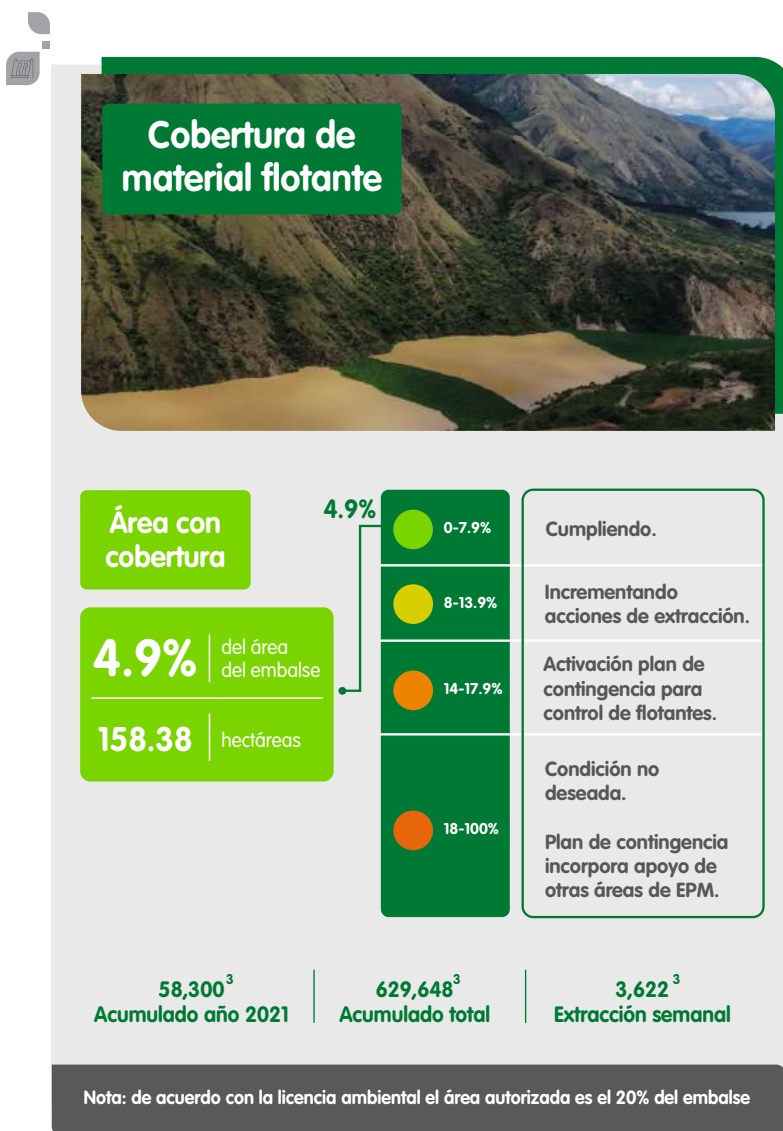 Cobertura de
material flotante
Área con
cobertura
4.9%
del área
del embalse
158.38
hectáreas
4.9%
0-7.9%
Cumpliendo.
8-13.9%
Incrementando
acciones de extracción.
14-17.9%
Activación plan de
contingencia para
control de flotantes.
18-100%
Condición no
deseada.
Plan de contingencia
incorpora apoyo de
otras áreas de EPM.
58,300³
Acumulado año 2021
629,648³
Acumulado total
3,622 ³
Extracción semanal
Nota: de acuerdo con la licencia ambiental el área autorizada es el 20% del embalse